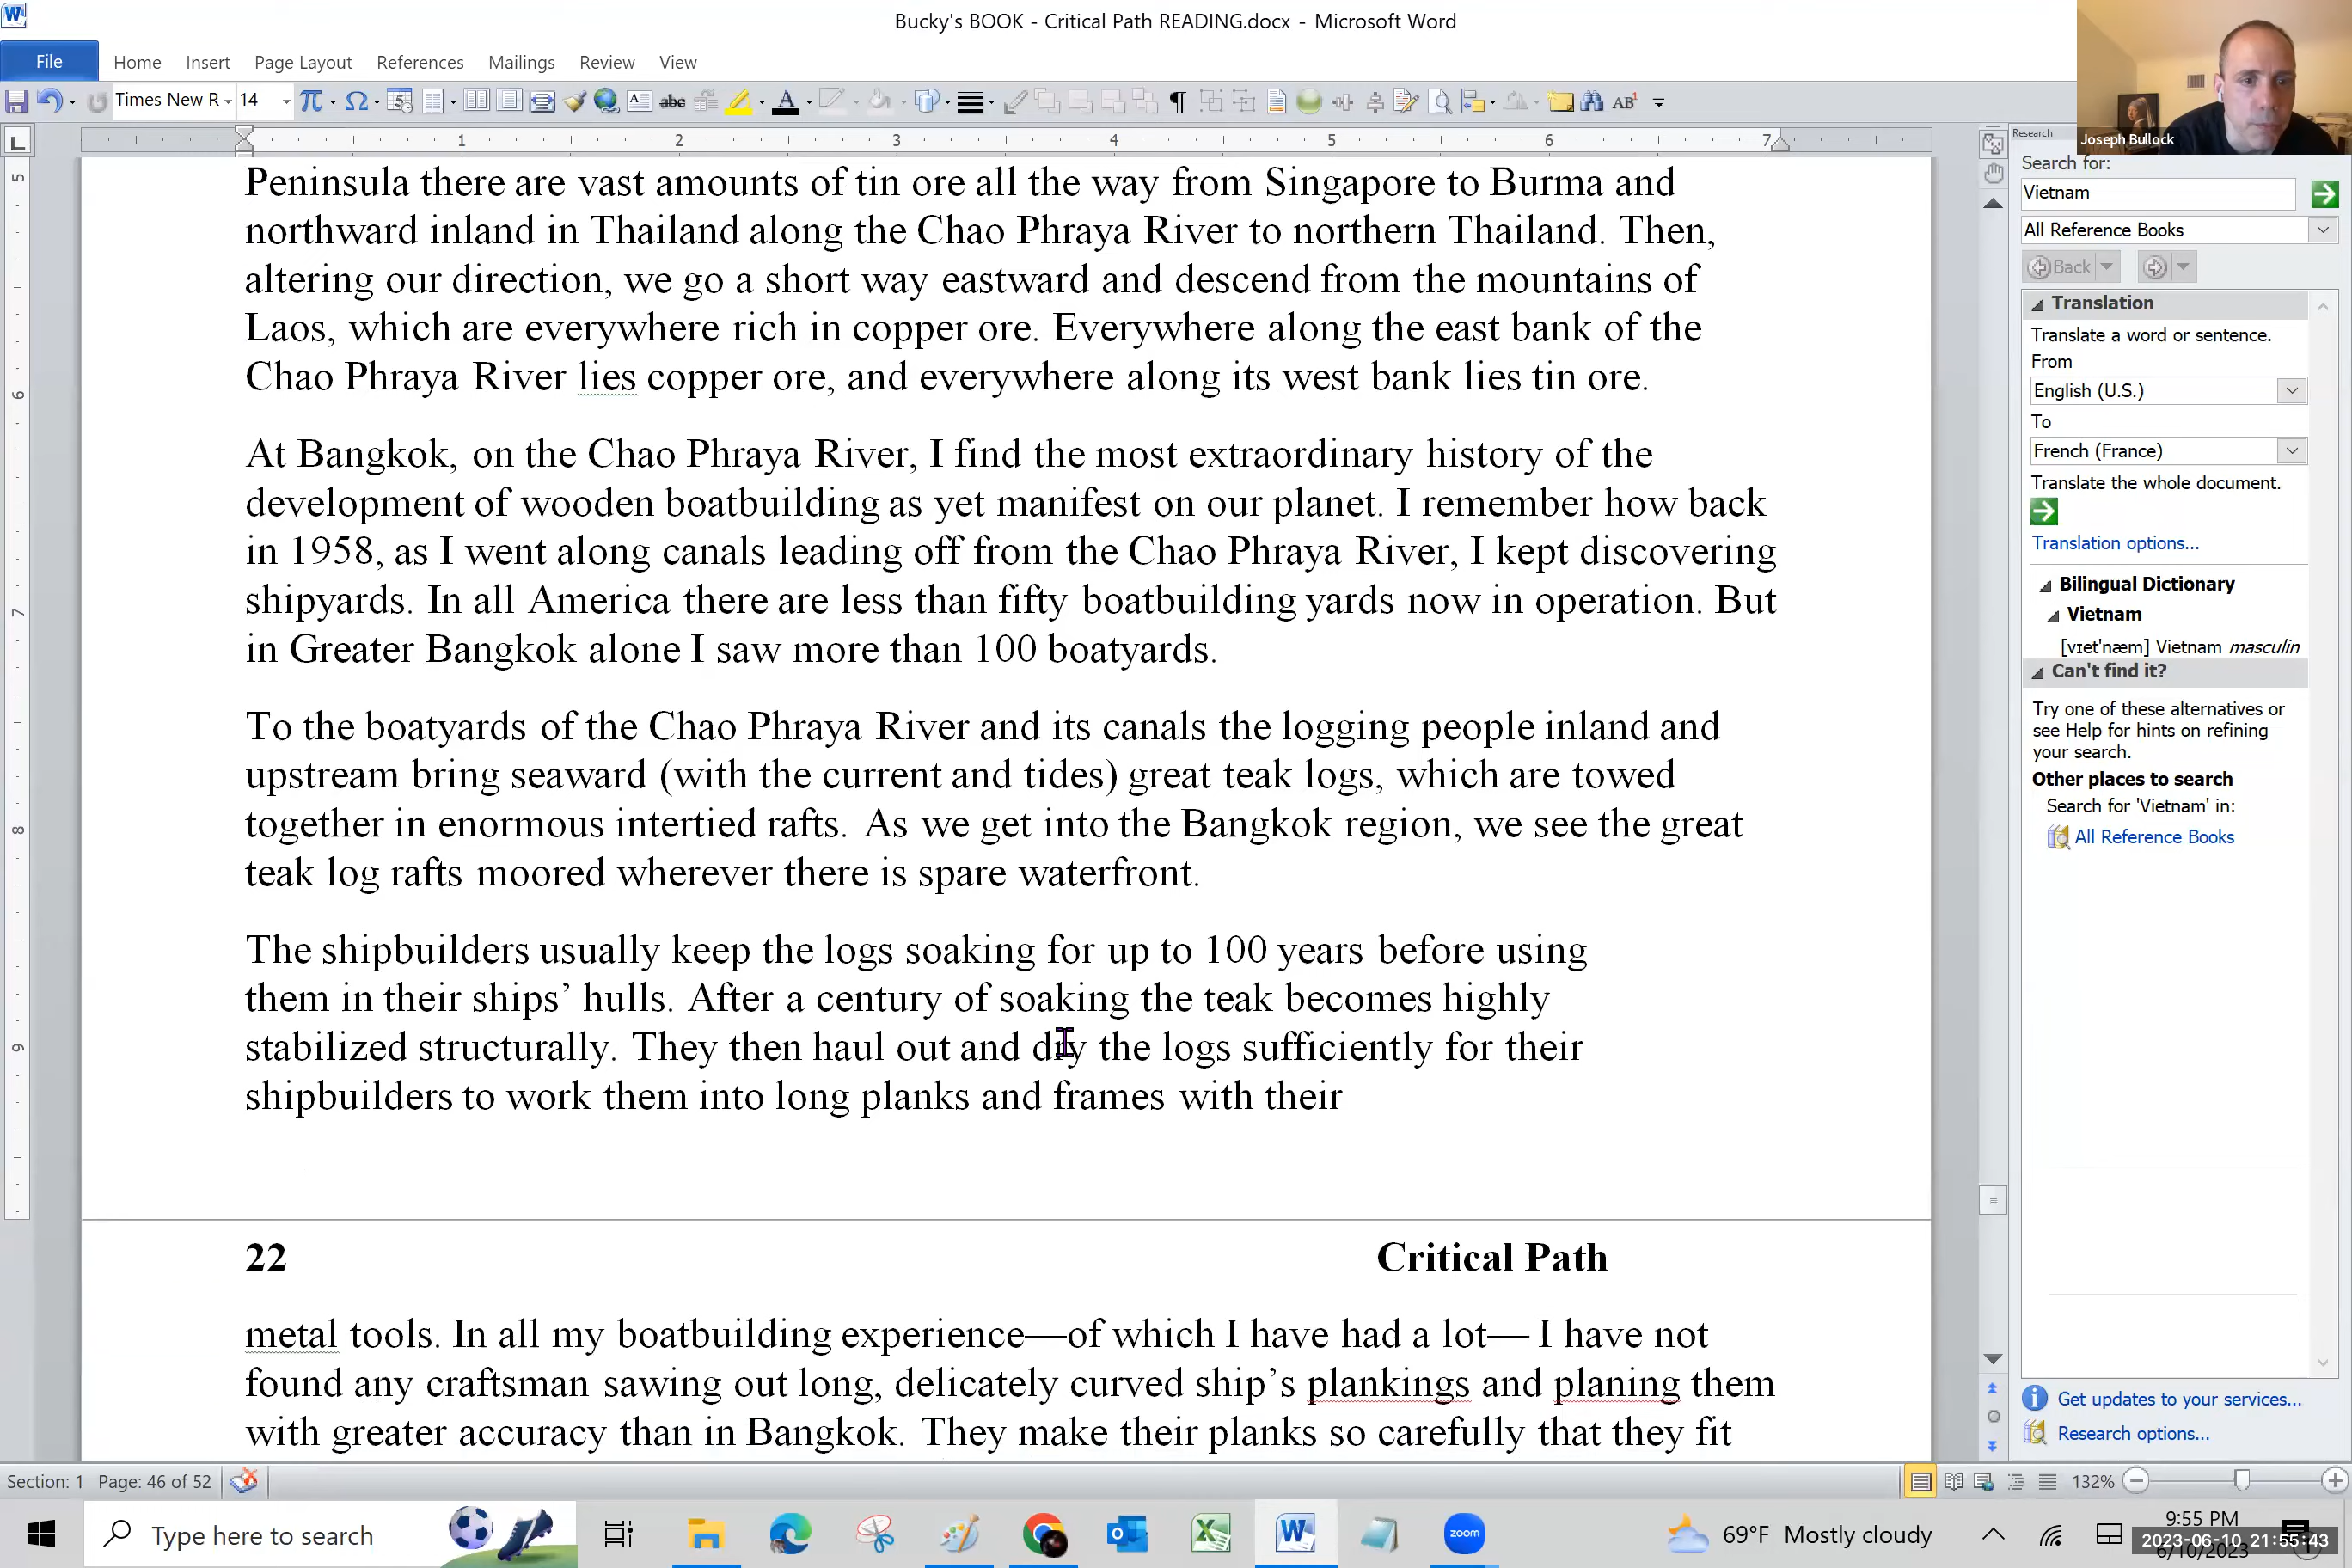 Bucky's BOOK - Critical Path READING.docx - Microsoft Word
File Home Insert Page Layout References Mailings Review View
Times New R 14
Joseph Bullock
1 2 3 4 5 6 7
Peninsula there are vast amounts of tin ore all the way from Singapore to Burma and
northward inland in Thailand along the Chao Phraya River to northern Thailand. Then,
altering our direction, we go a short way eastward and descend from the mountains of
Laos, which are everywhere rich in copper ore. Everywhere along the east bank of the
Chao Phraya River lies copper ore, and everywhere along its west bank lies tin ore.
At Bangkok, on the Chao Phraya River, I find the most extraordinary history of the
development of wooden boatbuilding as yet manifest on our planet. I remember how back
in 1958, as I went along canals leading off from the Chao Phraya River, I kept discovering
shipyards. In all America there are less than fifty boatbuilding yards now in operation. But
in Greater Bangkok alone I saw more than 100 boatyards.
To the boatyards of the Chao Phraya River and its canals the logging people inland and
upstream bring seaward (with the current and tides) great teak logs, which are towed
together in enormous intertied rafts. As we get into the Bangkok region, we see the great
teak log rafts moored wherever there is spare waterfront.
The shipbuilders usually keep the logs soaking for up to 100 years before using
them in their ships’ hulls. After a century of soaking the teak becomes highly
stabilized structurally. They then haul out and dry the logs sufficiently for their
shipbuilders to work them into long planks and frames with their
22 Critical Path
metal tools. In all my boatbuilding experience—of which I have had a lot— I have not
found any craftsman sawing out long, delicately curved ship’s plankings and planing them
with greater accuracy than in Bangkok. They make their planks so carefully that they fit
5
6
7
8
9
Research
Search for:
Vietnam
All Reference Books
Back
Translation
Translate a word or sentence.
From
English (U.S.)
To
French (France)
Translate the whole document.
Translation options...
Bilingual Dictionary
Vietnam
[vɪet'næm] Vietnam masculin
Can't find it?
Try one of these alternatives or
see Help for hints on refining
your search.
Other places to search
Search for 'Vietnam' in:
All Reference Books
Get updates to your services...
Research options...
Section: 1 Page: 46 of 52 132%
Type here to search
zoom
69°F Mostly cloudy
9:55 PM
6/10/2023
2023-06-10_21:55:43